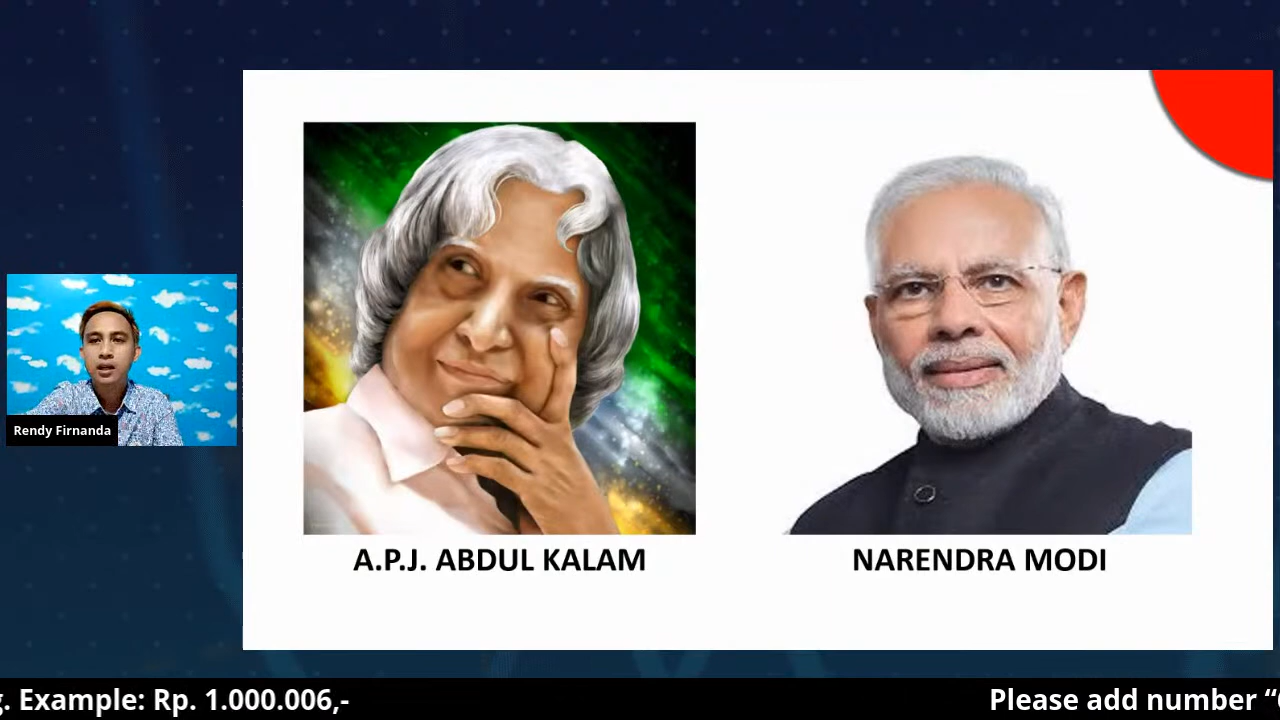 A.P.J. ABDUL KALAM
NARENDRA MODI
Rendy Firnanda
. Example: Rp. 1.000.006,-
Please add number “